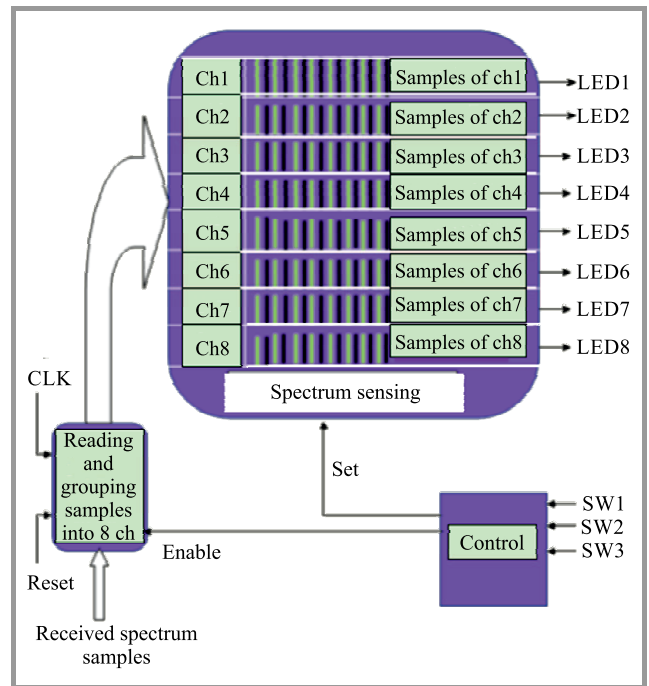 Ch1 Samples of ch1 LED1
Ch2 Samples of ch2 LED2
Ch3 Samples of ch3 LED3
Ch4 Samples of ch4 LED4
Ch5 Samples of ch5 LED5
Ch6 Samples of ch6 LED6
Ch7 Samples of ch7 LED7
Ch8 Samples of ch8 LED8
Spectrum sensing
CLK
Reading
and
grouping
samples
into 8 ch
Set
SW1
SW2
SW3
Control
Enable
Reset
Received spectrum
samples